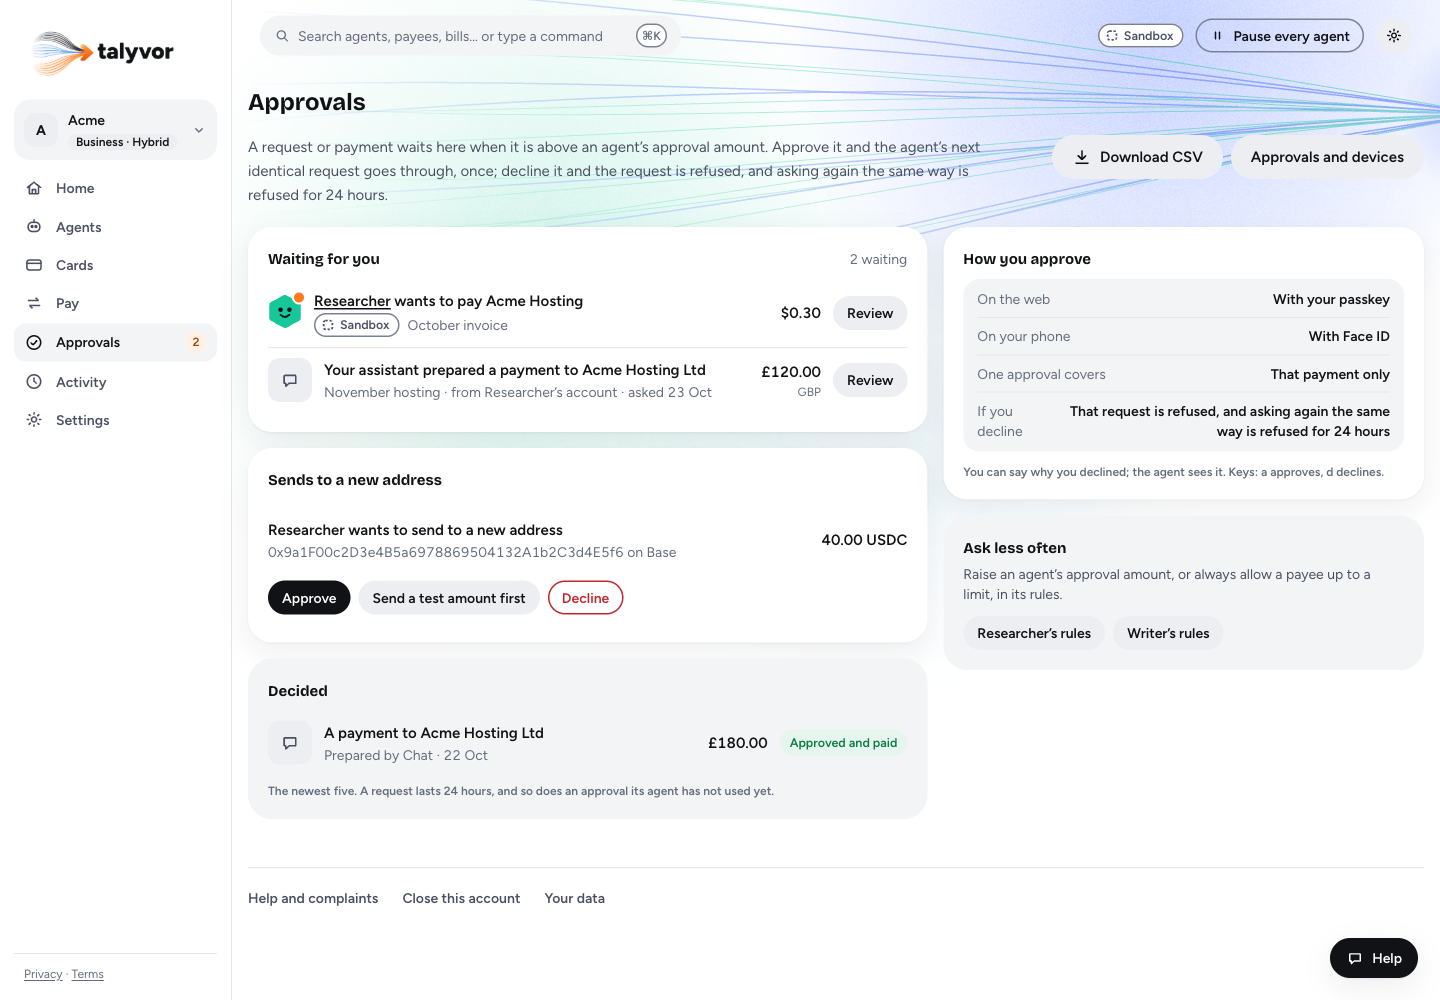 talyvor
Search agents, payees, bills... or type a command
⌘K
Sandbox
Pause every agent
A
Acme
Business · Hybrid
Home
Agents
Cards
Pay
Approvals
2
Activity
Settings
Privacy · Terms
Approvals
A request or payment waits here when it is above an agent’s approval amount. Approve it and the agent’s next
identical request goes through, once; decline it and the request is refused, and asking again the same way is
refused for 24 hours.
Download CSV
Approvals and devices
Waiting for you
2 waiting
Researcher wants to pay Acme Hosting
Sandbox
October invoice
$0.30
Review
Your assistant prepared a payment to Acme Hosting Ltd
November hosting · from Researcher’s account · asked 23 Oct
£120.00
GBP
Review
Sends to a new address
Researcher wants to send to a new address
0x9a1F00c2D3e4B5a6978869504132A1b2C3d4E5f6 on Base
40.00 USDC
Approve
Send a test amount first
Decline
Decided
A payment to Acme Hosting Ltd
Prepared by Chat · 22 Oct
£180.00
Approved and paid
The newest five. A request lasts 24 hours, and so does an approval its agent has not used yet.
How you approve
On the web
With your passkey
On your phone
With Face ID
One approval covers
That payment only
If you decline
That request is refused, and asking again the same
way is refused for 24 hours
You can say why you declined; the agent sees it. Keys: a approves, d declines.
Ask less often
Raise an agent’s approval amount, or always allow a payee up to a
limit, in its rules.
Researcher’s rules
Writer’s rules
Help and complaints
Close this account
Your data
Help